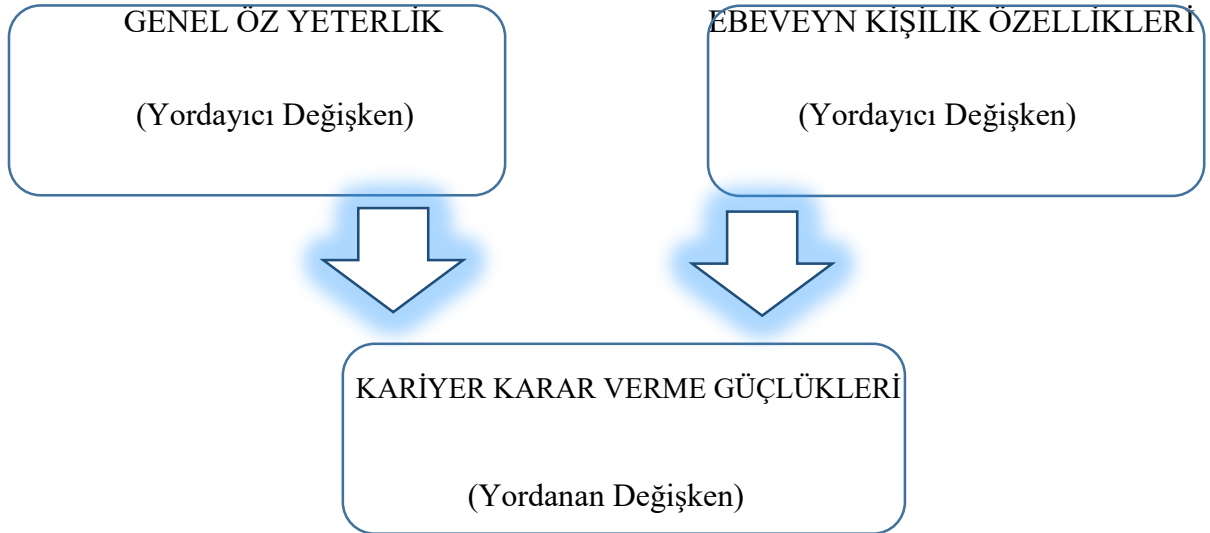 GENEL ÖZ YETERLİK
(Yordayıcı Değişken)
EBEVEYN KİŞİLİK ÖZELLİKLERİ
(Yordayıcı Değişken)
KARİYER KARAR VERME GÜÇLÜKLERİ
(Yordanan Değişken)